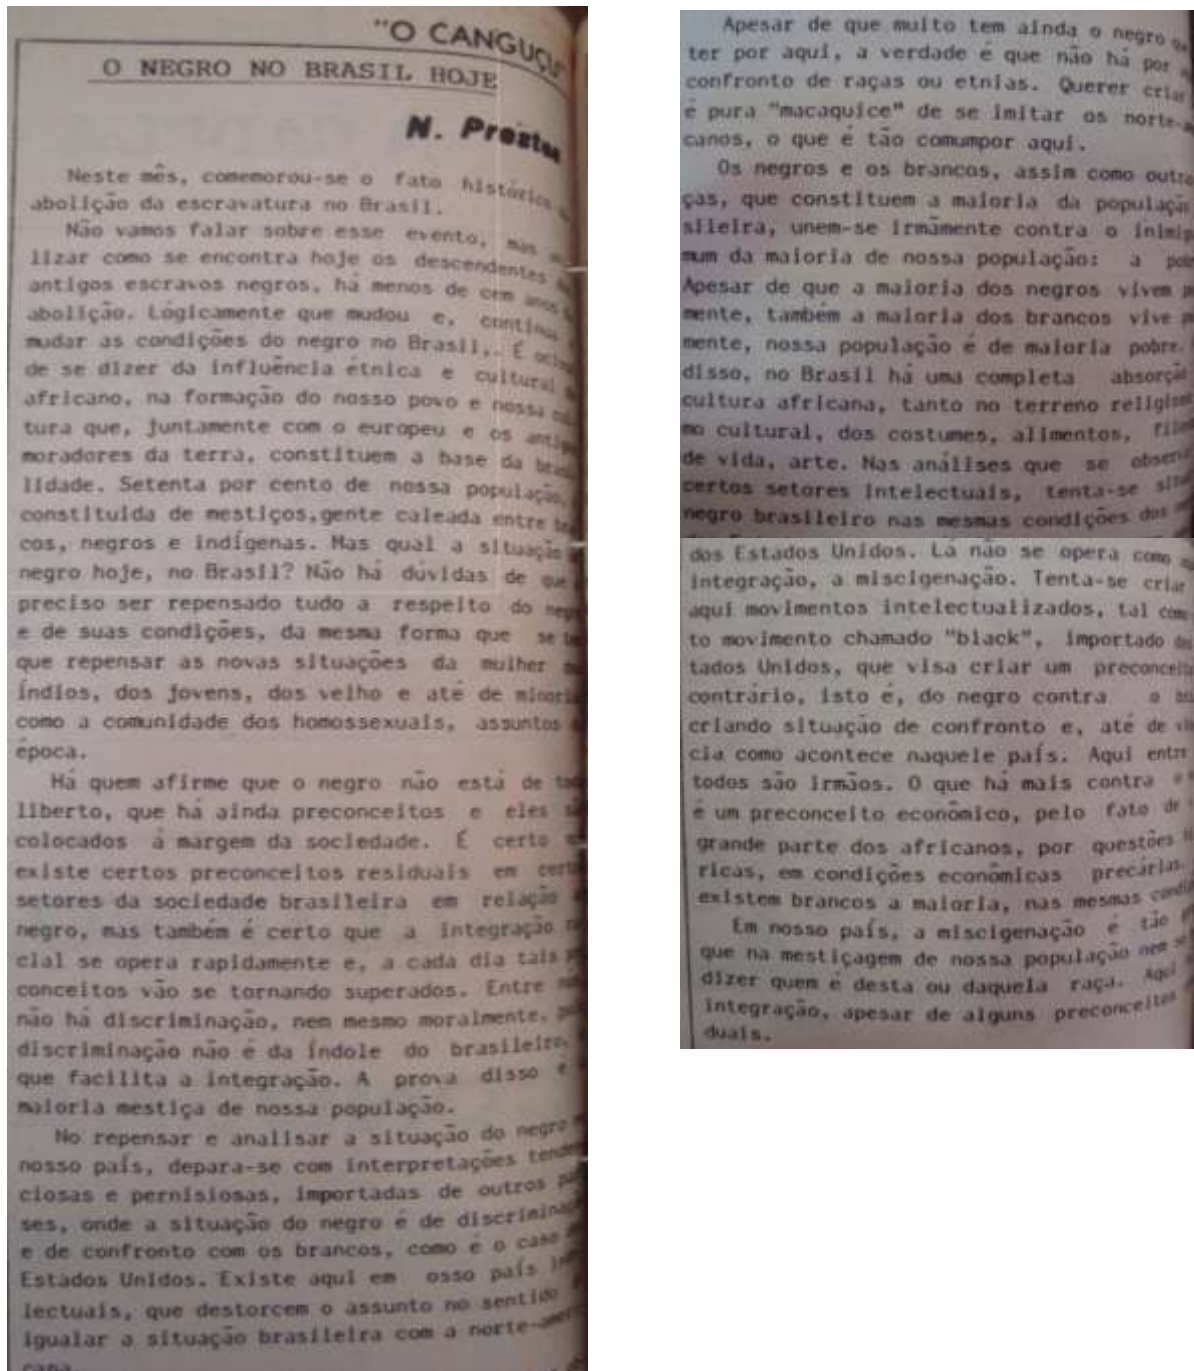 "O CANGUÇU"
O NEGRO NO BRASIL HOJE
N. Prestes
Neste mês, comemorou-se o fato histórico
abolição da escravatura no Brasil.
Não vamos falar sobre esse evento, mas
lizar como se encontra hoje os descendentes
antigos escravos negros, há menos de cem anos
abolição. Lógicamente que mudou e, continua
mudar as condições do negro no Brasil,. É
de se dizer da influência étnica e cultural
africano, na formação do nosso povo e nossa
tura que, juntamente com o europeu e os
moradores da terra, constituem a base da
lidade. Setenta por cento de nossa população,
constituida de mestiços,gente caleada entre
cos, negros e indígenas. Mas qual a situação
negro hoje, no Brasil? Não há dúvidas de que
preciso ser repensado tudo a respeito do negro
e de suas condições, da mesma forma que se
que repensar as novas situações da mulher
índios, dos jovens, dos velho e até de
como a comunidade dos homossexuais, assuntos
época.
Há quem afirme que o negro não está de
liberto, que há ainda preconceitos e eles
colocados á margem da sociedade. É certo
existe certos preconceitos residuais em
setores da sociedade brasileira em relação
negro, mas também é certo que a integração
cial se opera rapidamente e, a cada dia tais
conceitos vão se tornando superados. Entre
não há discriminação, nem mesmo moralmente,
discriminação não é da índole do brasileiro,
que facilita a integração. A prova disso é
maioria mestiça de nossa população.
No repensar e analisar a situação do negro
nosso país, depara-se com interpretações
ciosas e pernisiosas, importadas de outros
ses, onde a situação do negro é de
e de confronto com os brancos, como é o caso
Estados Unidos. Existe aqui em osso país
lectuais, que destorcem o assunto no sentido
igualar a situação brasileira com a
cana.
Apesar de que muito tem ainda o negro
ter por aqui, a verdade é que não há por
confronto de raças ou etnias. Querer criar
é pura "macaquice" de se imitar os
canos, o que é tão comumpor aqui.
Os negros e os brancos, assim como
ças, que constituem a maioria da
sileira, unem-se irmãmente contra o
mum da maioria de nossa população: a
Apesar de que a maioria dos negros vivem
mente, também a maioria dos brancos vive
mente, nossa população é de maioria pobre.
disso, no Brasil há uma completa absorção
cultura africana, tanto no terreno
mo cultural, dos costumes, alimentos,
de vida, arte. Nas análises que se
certos setores intelectuais, tenta-se
negro brasileiro nas mesmas condições dos
dos Estados Unidos. Lá não se opera como
integração, a miscigenação. Tenta-se criar
aqui movimentos intelectualizados, tal
to movimento chamado "black", importado
tados Unidos, que visa criar um
contrário, isto é, do negro contra o
criando situação de confronto e, até de
cia como acontece naquele país. Aqui entre
todos são irmãos. O que há mais contra o
é um preconceito econômico, pelo fato de
grande parte dos africanos, por questões
ricas, em condições econômicas precárias.
existem brancos a maioria, nas mesmas
Em nosso país, a miscigenação é tão
que na mestiçagem de nossa população nem se
dizer quem é desta ou daquela raça. Aqui
integração, apesar de alguns preconceitos
duais.